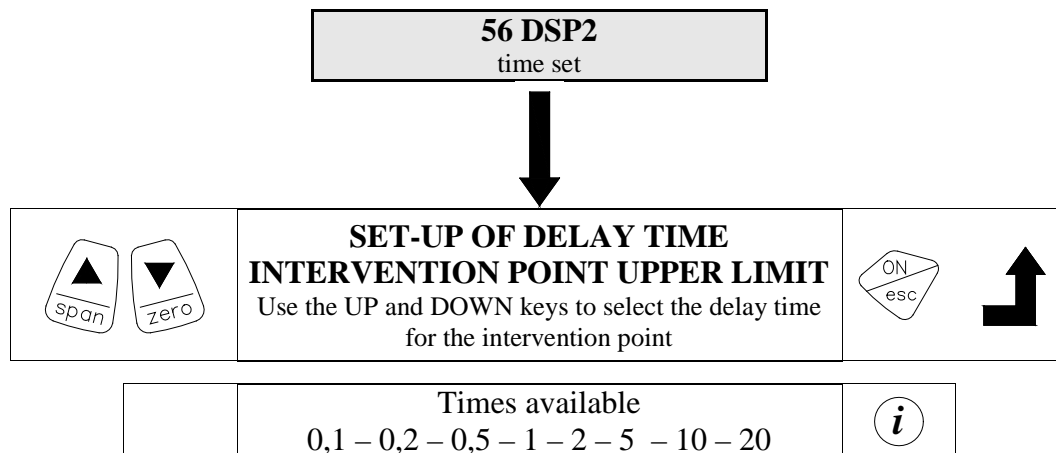 56 DSP2
time set
SET-UP OF DELAY TIME
INTERVENTION POINT UPPER LIMIT
Use the UP and DOWN keys to select the delay time
for the intervention point
span
zero
ON
esc
Times available
0,1 – 0,2 – 0,5 – 1 – 2 – 5 – 10 – 20
i